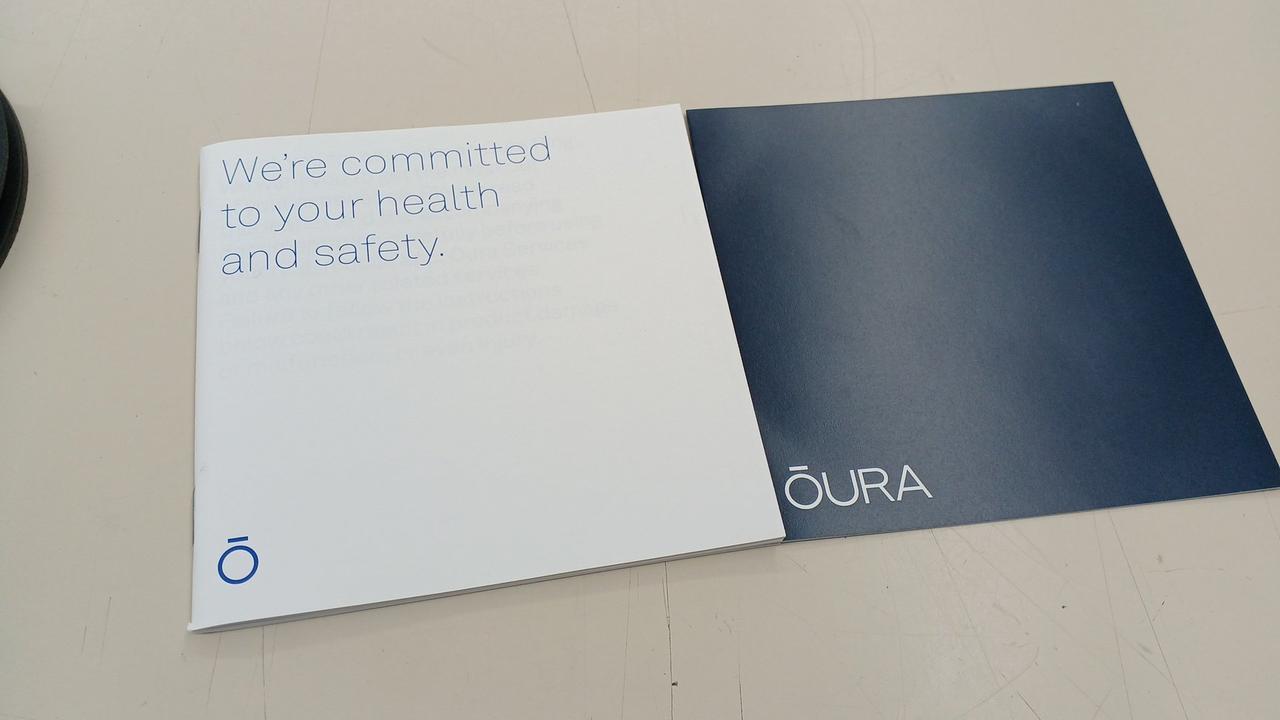 We're committed
to your health
and safety.
Ō
ŌURA